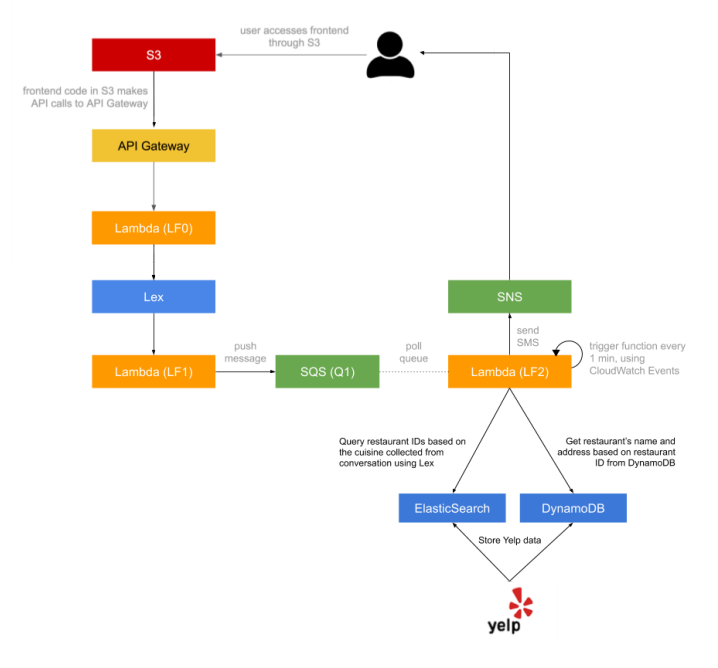 user accesses frontend
through S3
S3
frontend code in S3 makes
API calls to API Gateway
API Gateway
Lambda (LF0)
Lex
SNS
push
message
poll
queue
send
SMS
trigger function every
1 min, using
CloudWatch Events
Lambda (LF1)
SQS (Q1)
Lambda (LF2)
Query restaurant IDs based on
the cuisine collected from
conversation using Lex
Get restaurant's name and
address based on restaurant
ID from DynamoDB
ElasticSearch
DynamoDB
Store Yelp data
yelp